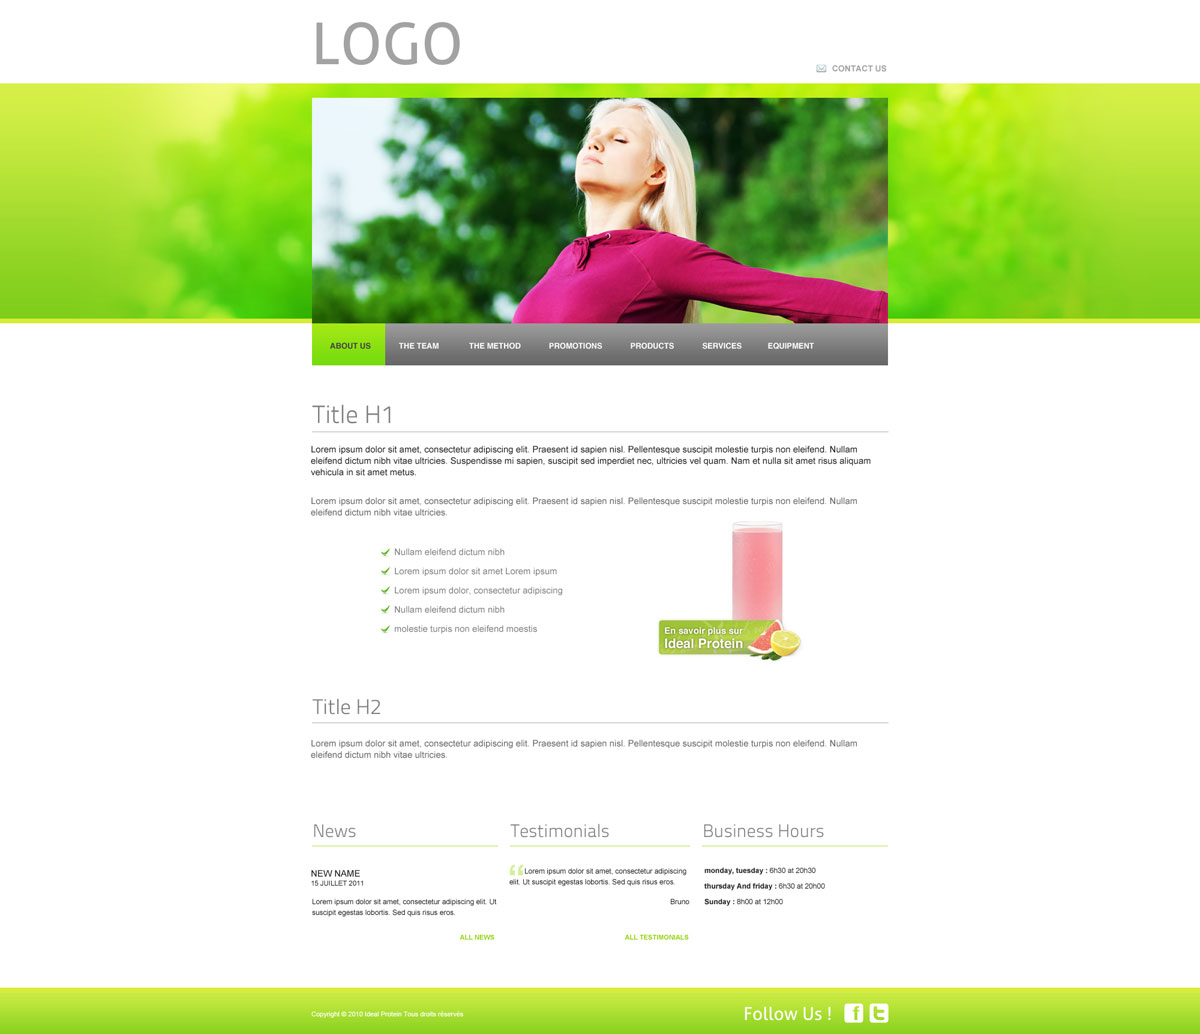 LOGO
CONTACT US
ABOUT US THE TEAM THE METHOD PROMOTIONS PRODUCTS SERVICES EQUIPMENT
Title H1
Lorem ipsum dolor sit amet, consectetur adipiscing elit. Praesent id sapien nisl. Pellentesque suscipit molestie turpis non eleifend. Nullam
eleifend dictum nibh vitae ultricies. Suspendisse mi sapien, suscipit sed imperdiet nec, ultricies vel quam. Nam et nulla sit amet risus aliquam
vehicula in sit amet metus.
Lorem ipsum dolor sit amet, consectetur adipiscing elit. Praesent id sapien nisl. Pellentesque suscipit molestie turpis non eleifend. Nullam
eleifend dictum nibh vitae ultricies.
Nullam eleifend dictum nibh
Lorem ipsum dolor sit amet Lorem ipsum
Lorem ipsum dolor, consectetur adipiscing
Nullam eleifend dictum nibh
molestie turpis non eleifend moestis
En savoir plus sur
Ideal Protein
Title H2
Lorem ipsum dolor sit amet, consectetur adipiscing elit. Praesent id sapien nisl. Pellentesque suscipit molestie turpis non eleifend. Nullam
eleifend dictum nibh vitae ultricies.
News
NEW NAME
15 JUILLET 2011
Lorem ipsum dolor sit amet, consectetur adipiscing elit. Ut
suscipit egestas lobortis. Sed quis risus eros.
ALL NEWS
Testimonials
“ Lorem ipsum dolor sit amet, consectetur adipiscing
elit. Ut suscipit egestas lobortis. Sed quis risus eros.
Bruno
ALL TESTIMONIALS
Business Hours
monday, tuesday : 6h30 at 20h30
thursday And friday : 6h30 at 20h00
Sunday : 8h00 at 12h00
Copyright © 2010 Ideal Protein Tous droits réservés
Follow Us ! f t